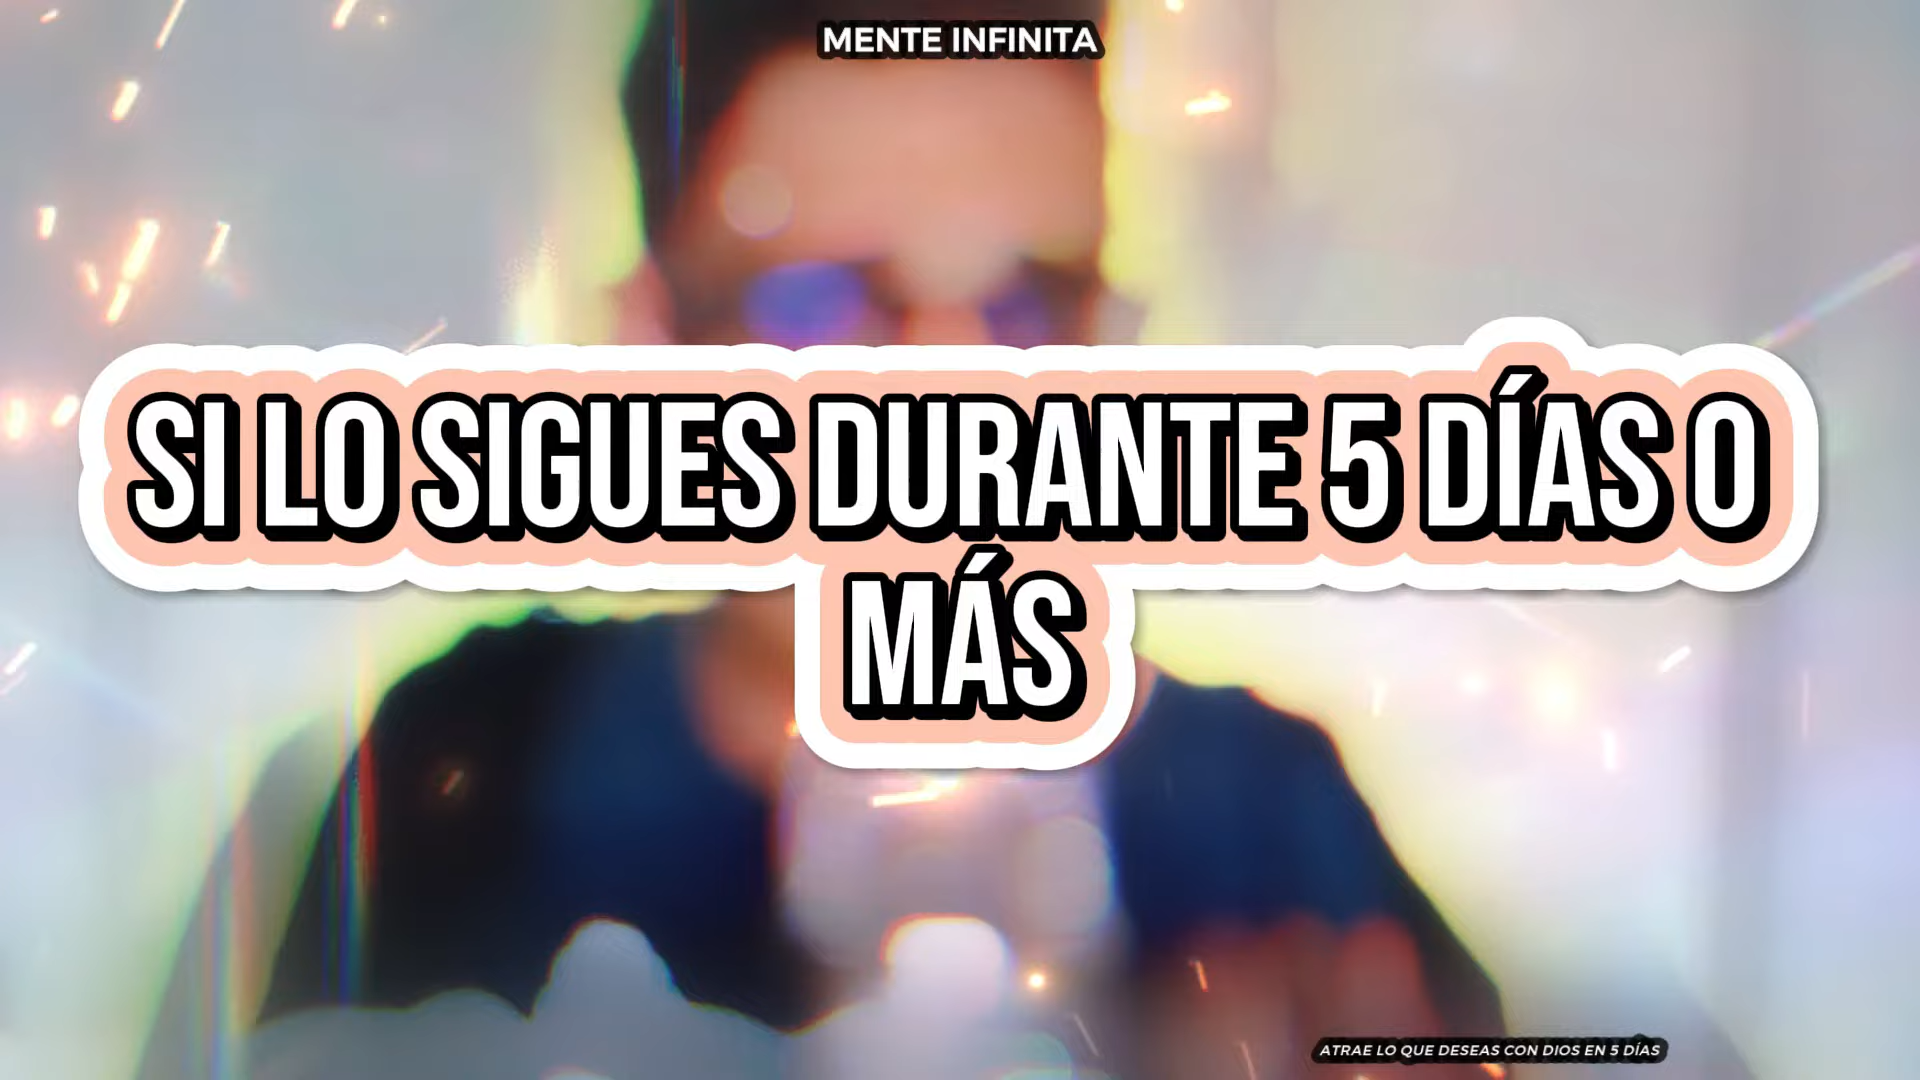 MENTE INFINITA
SI LO SIGUES DURANTE 5 DÍAS O
MÁS
ATRAE LO QUE DESEAS CON DIOS EN 5 DÍAS